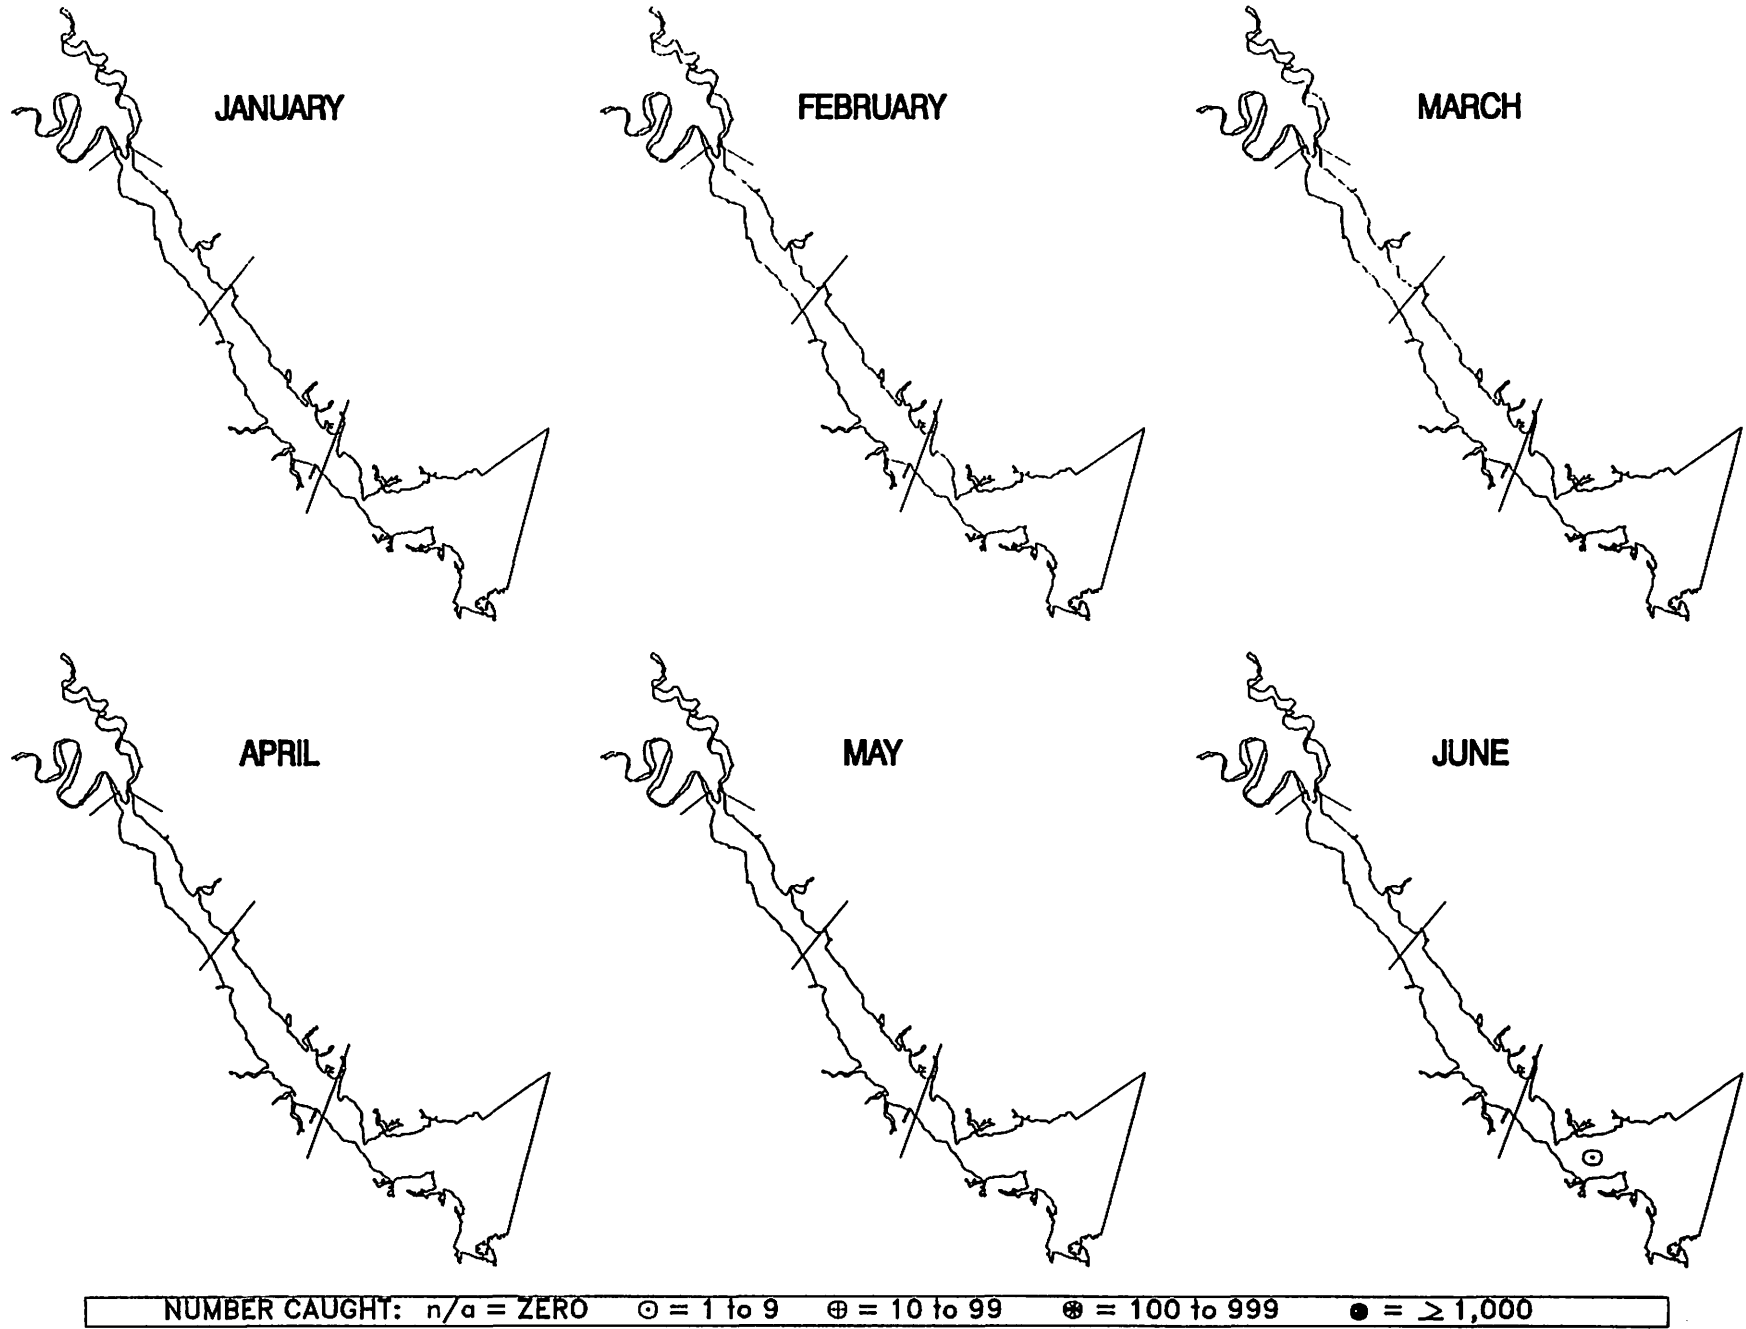 JANUARY FEBRUARY MARCH
APRIL MAY JUNE
NUMBER CAUGHT: n/a = ZERO ⊙ = 1 to 9 ⊕ = 10 to 99 ⊛ = 100 to 999 ● = ≥ 1,000